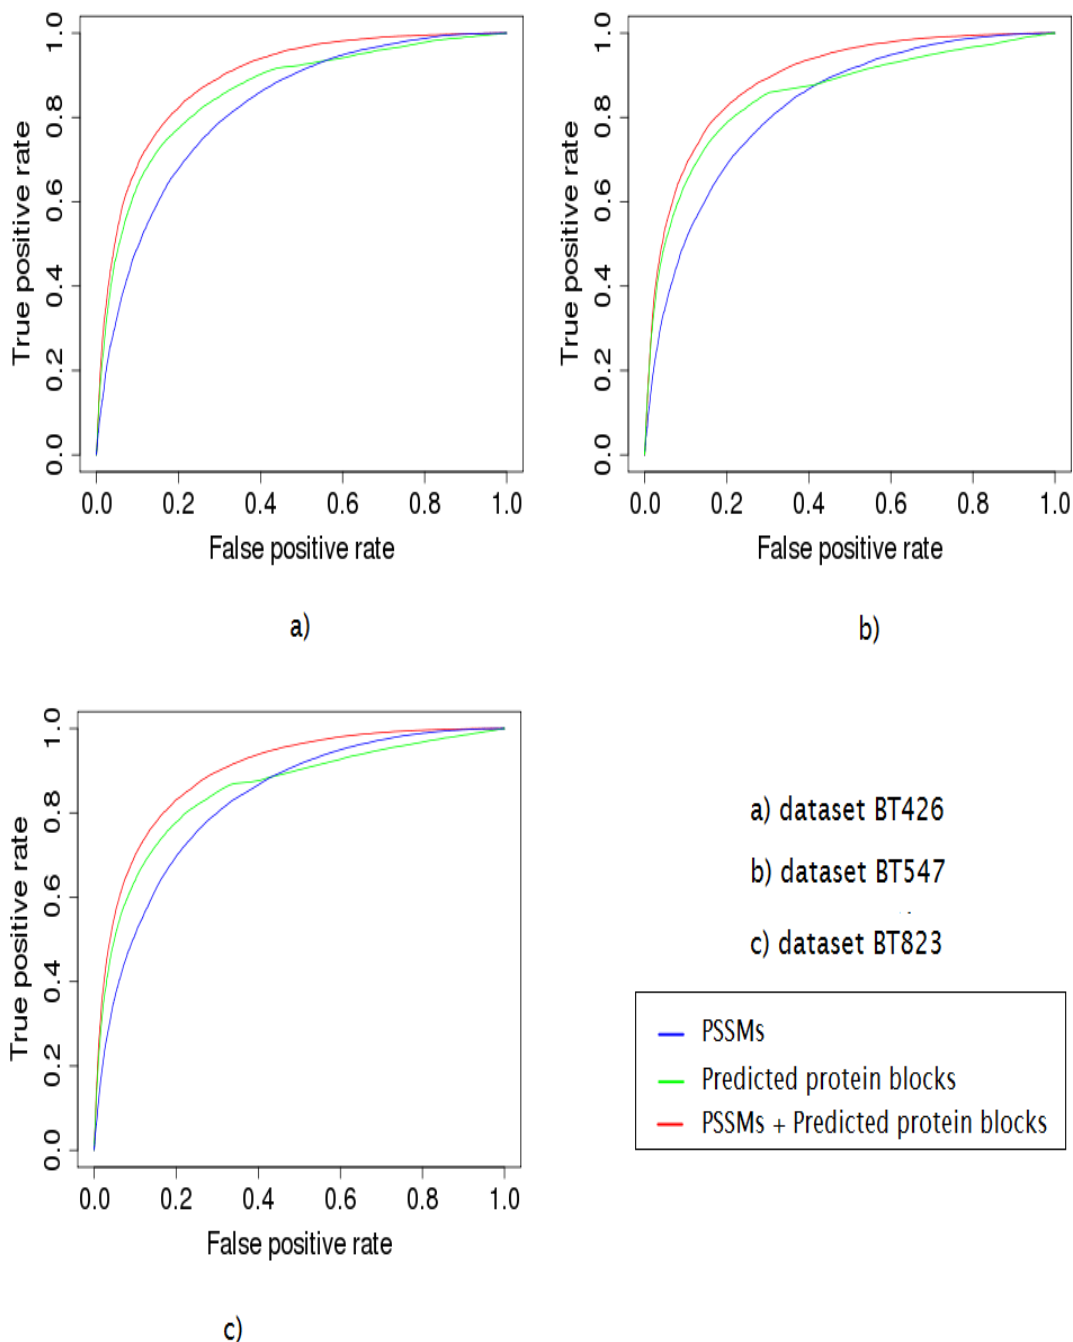 True positive rate
0.0 0.2 0.4 0.6 0.8 1.0
0.0 0.2 0.4 0.6 0.8 1.0
False positive rate
a)
True positive rate
0.0 0.2 0.4 0.6 0.8 1.0
0.0 0.2 0.4 0.6 0.8 1.0
False positive rate
b)
True positive rate
0.0 0.2 0.4 0.6 0.8 1.0
0.0 0.2 0.4 0.6 0.8 1.0
False positive rate
c)
a) dataset BT426
b) dataset BT547
c) dataset BT823
PSSMs
Predicted protein blocks
PSSMs + Predicted protein blocks